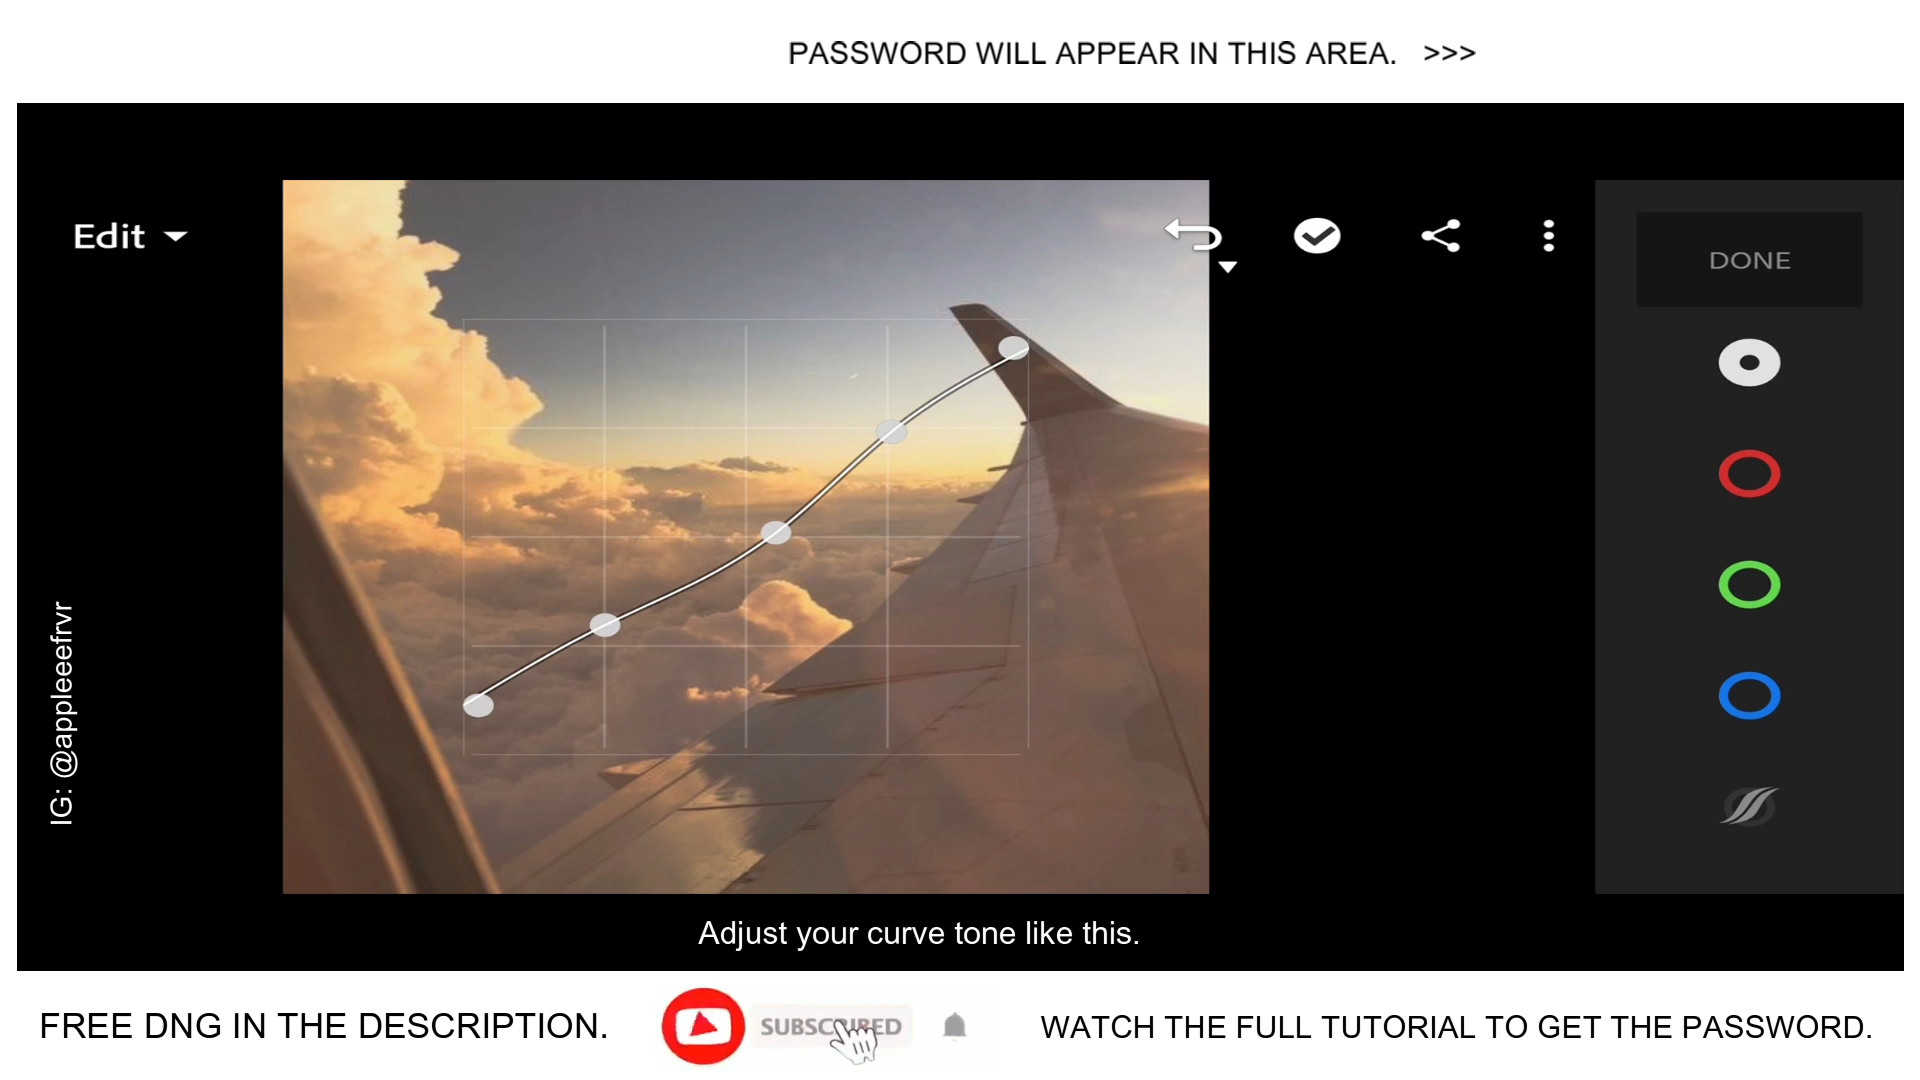 PASSWORD WILL APPEAR IN THIS AREA. >>>
Edit
DONE
IG: @appleeefrvr
Adjust your curve tone like this.
FREE DNG IN THE DESCRIPTION.
SUBSCRIBED
WATCH THE FULL TUTORIAL TO GET THE PASSWORD.